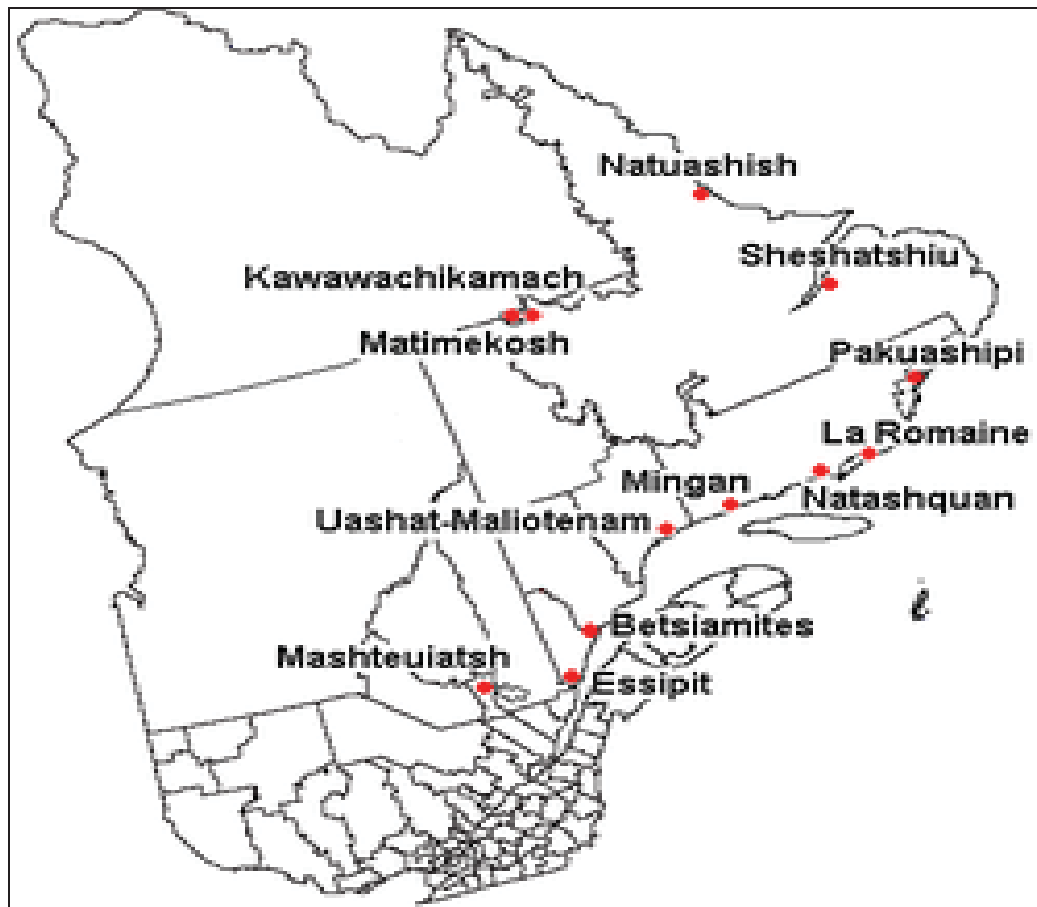 Natuashish
Sheshatshiu
Kawawachikamach
Matimekosh
Pakuashipi
La Romaine
Mingan
Natashquan
Uashat-Maliotenam
Betsiamites
Mashteuiatsh
Essipit